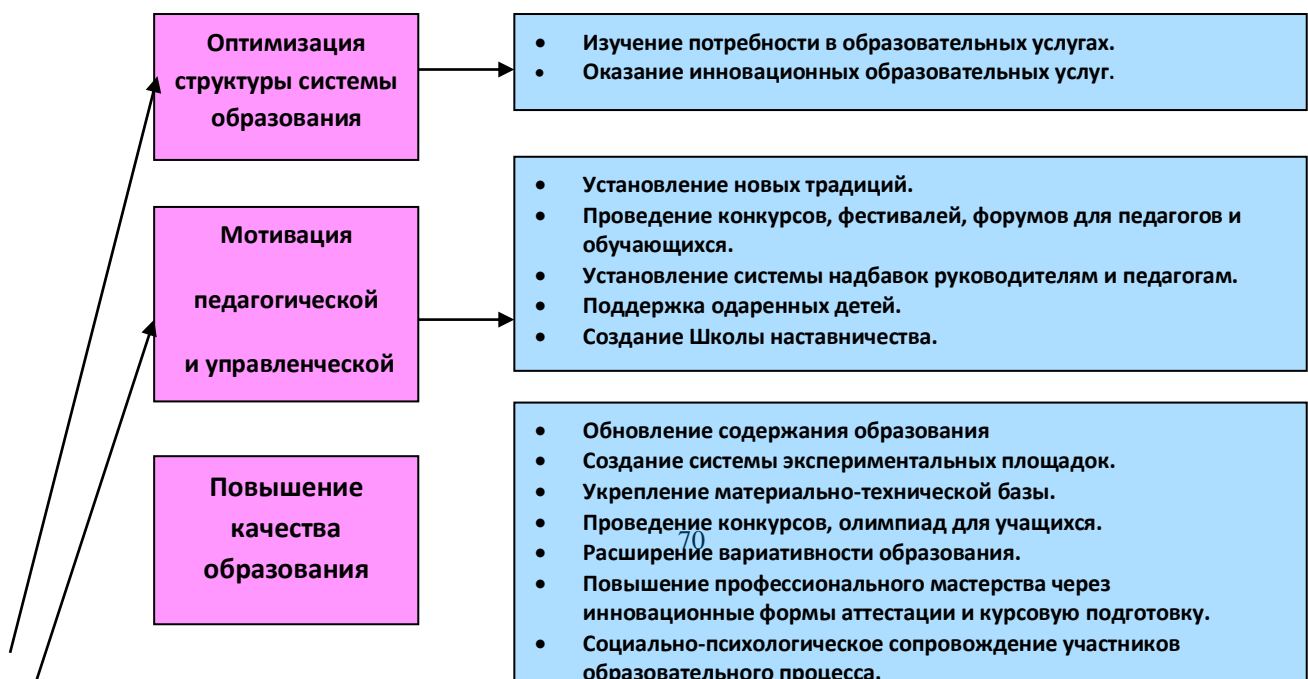 Оптимизация
структуры системы
образования
• Изучение потребности в образовательных услугах.
• Оказание инновационных образовательных услуг.
Мотивация
педагогической
и управленческой
• Установление новых традиций.
• Проведение конкурсов, фестивалей, форумов для педагогов и
обучающихся.
• Установление системы надбавок руководителям и педагогам.
• Поддержка одаренных детей.
• Создание Школы наставничества.
Повышение
качества
образования
• Обновление содержания образования
• Создание системы экспериментальных площадок.
• Укрепление материально-технической базы.
• Проведение конкурсов, олимпиад для учащихся.
70
• Расширение вариативности образования.
• Повышение профессионального мастерства через
инновационные формы аттестации и курсовую подготовку.
• Социально-психологическое сопровождение участников
образовательного процесса.